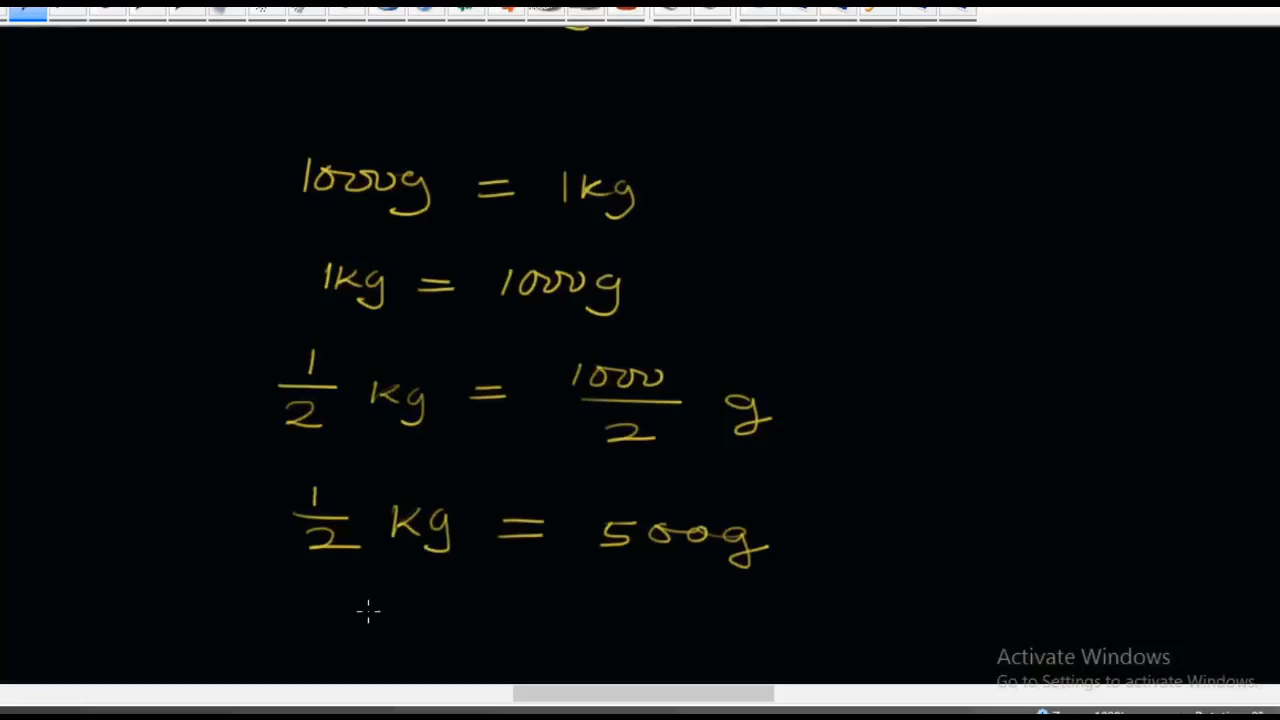 1000g = 1kg
1kg = 1000g
1/2 kg = 1000/2 g
1/2 kg = 500g
Activate Windows
Go to Settings to activate Windows.